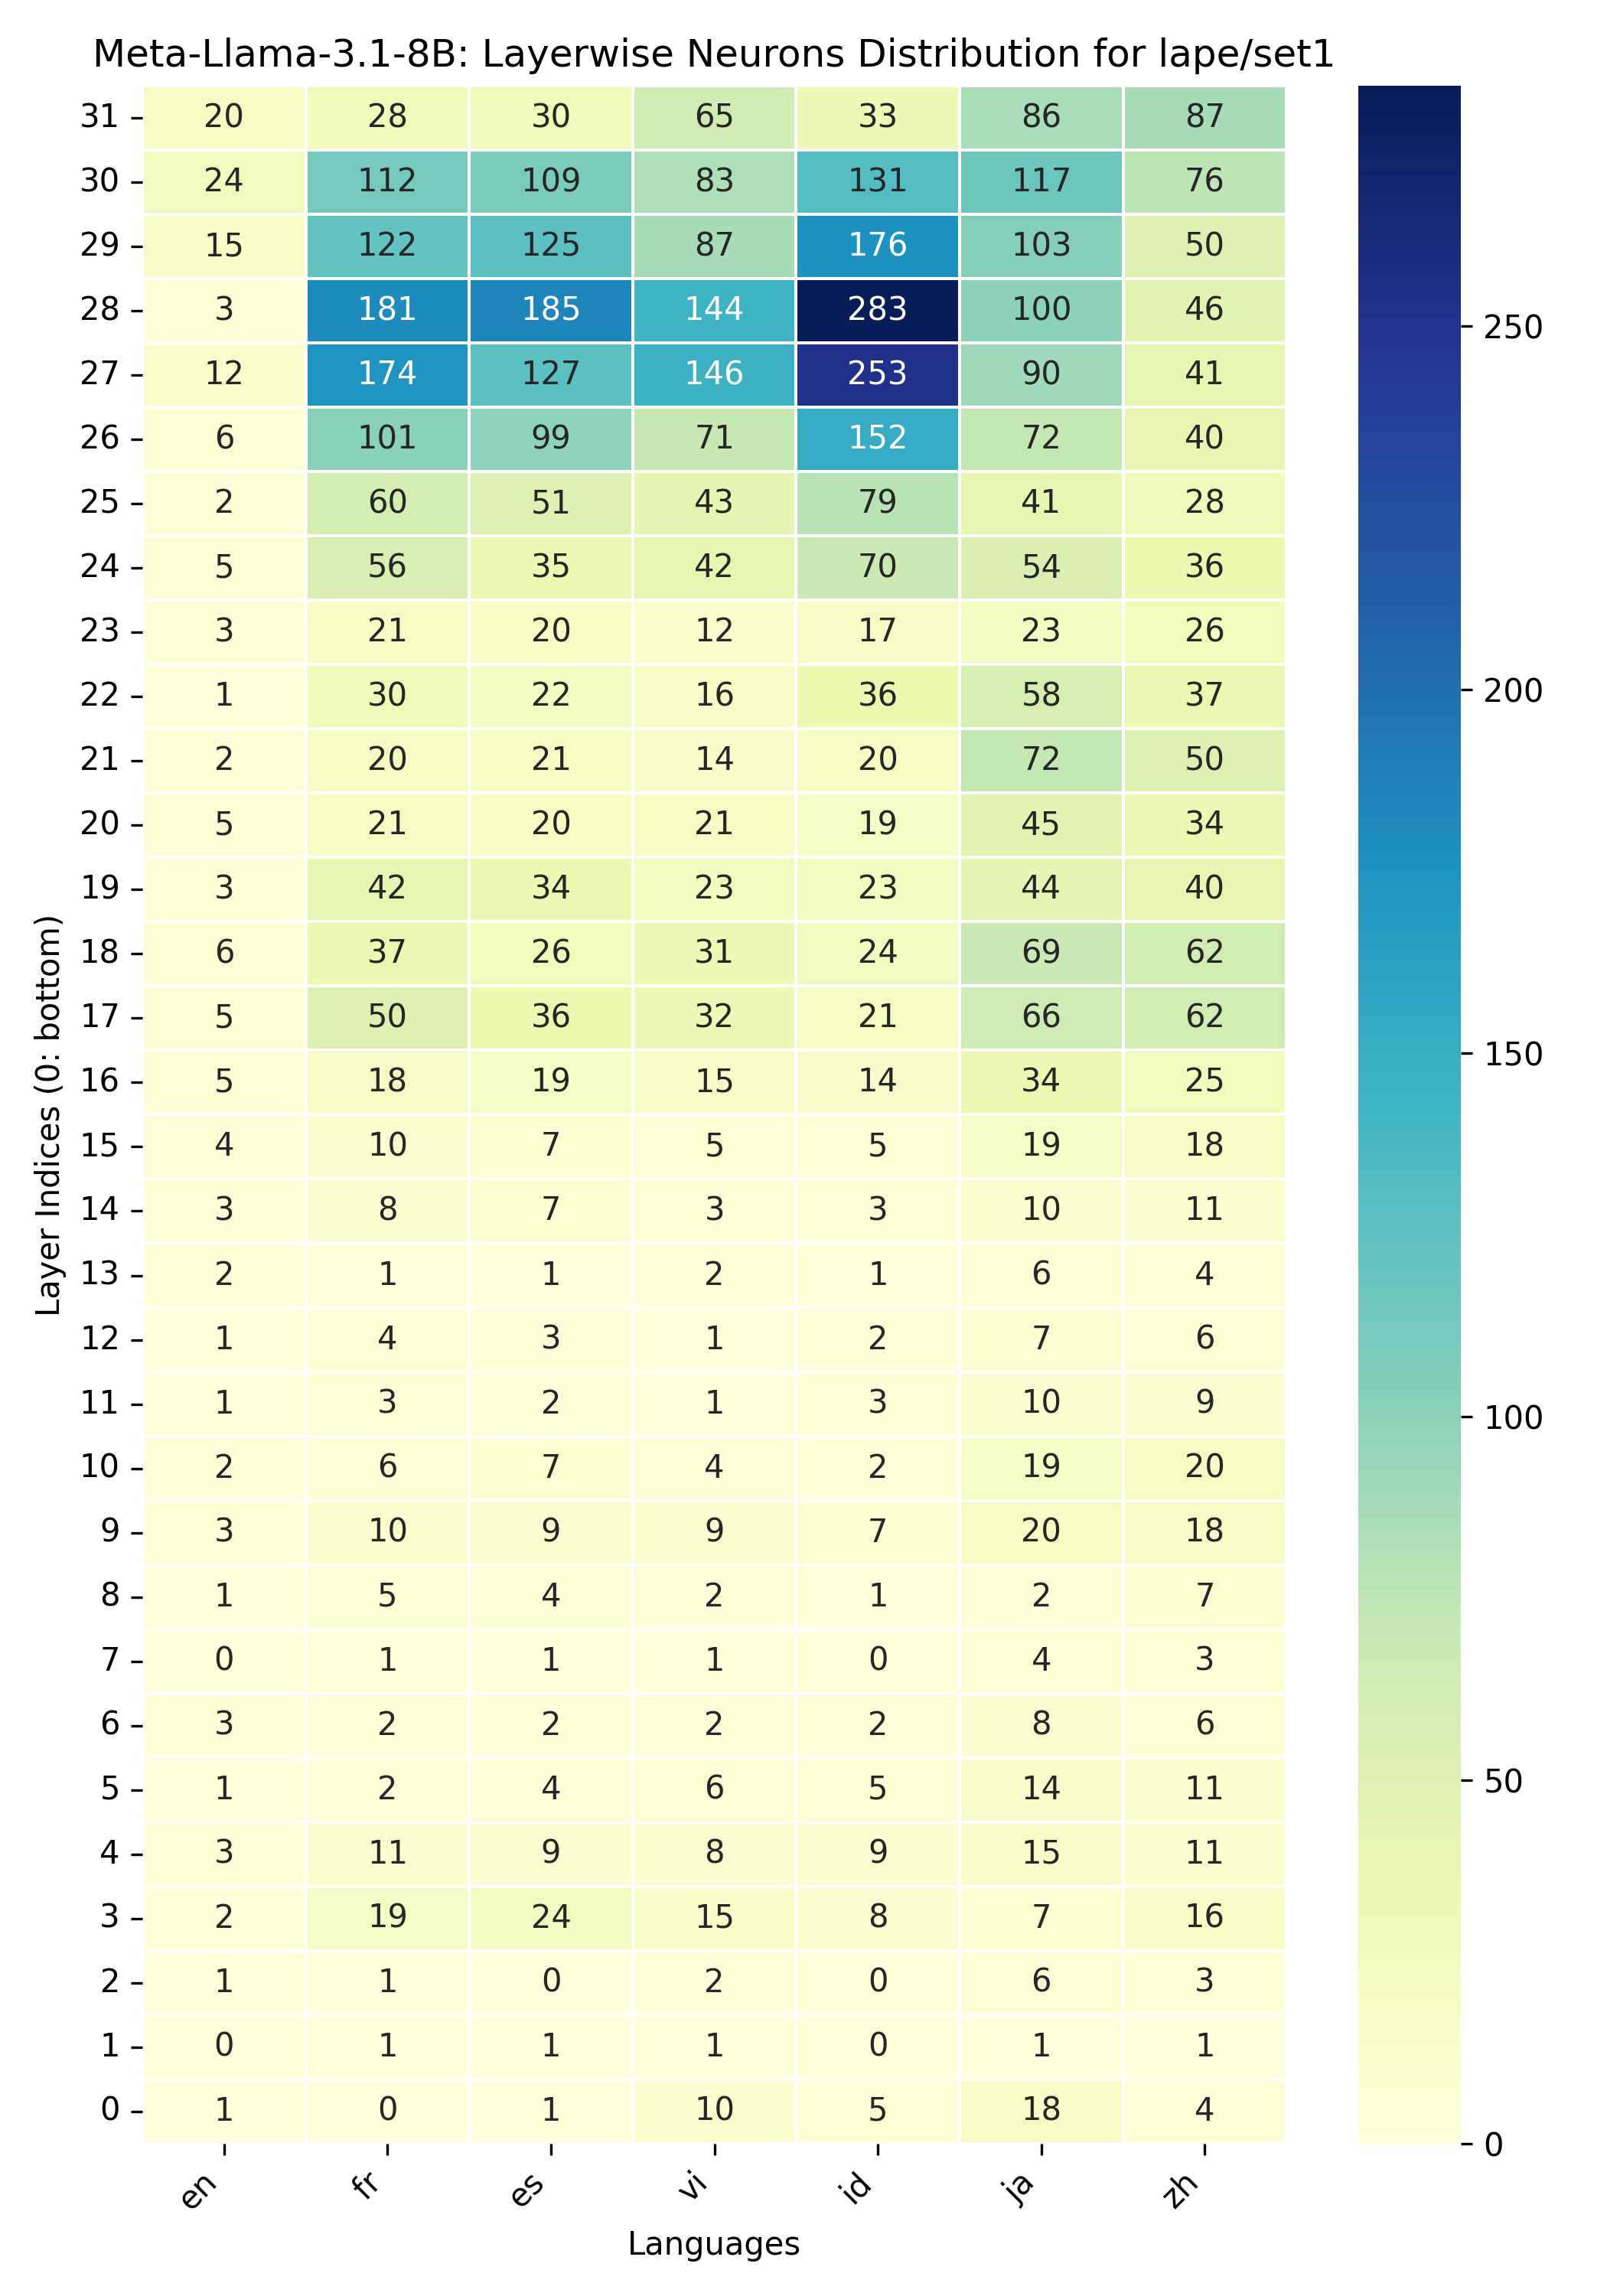 Meta-Llama-3.1-8B: Layerwise Neurons Distribution for lape/set1
31 20 28 30 65 33 86 87
30 24 112 109 83 131 117 76
29 15 122 125 87 176 103 50
28 3 181 185 144 283 100 46
27 12 174 127 146 253 90 41
26 6 101 99 71 152 72 40
25 2 60 51 43 79 41 28
24 5 56 35 42 70 54 36
23 3 21 20 12 17 23 26
22 1 30 22 16 36 58 37
21 2 20 21 14 20 72 50
20 5 21 20 21 19 45 34
19 3 42 34 23 23 44 40
18 6 37 26 31 24 69 62
17 5 50 36 32 21 66 62
16 5 18 19 15 14 34 25
15 4 10 7 5 5 19 18
14 3 8 7 3 3 10 11
13 2 1 1 2 1 6 4
12 1 4 3 1 2 7 6
11 1 3 2 1 3 10 9
10 2 6 7 4 2 19 20
9 3 10 9 9 7 20 18
8 1 5 4 2 1 2 7
7 0 1 1 1 0 4 3
6 3 2 2 2 2 8 6
5 1 2 4 6 5 14 11
4 3 11 9 8 9 15 11
3 2 19 24 15 8 7 16
2 1 1 0 2 0 6 3
1 0 1 1 1 0 1 1
0 1 0 1 10 5 18 4
en fr es vi id ja zh
Languages
Layer Indices (0: bottom)
250
200
150
100
50
0